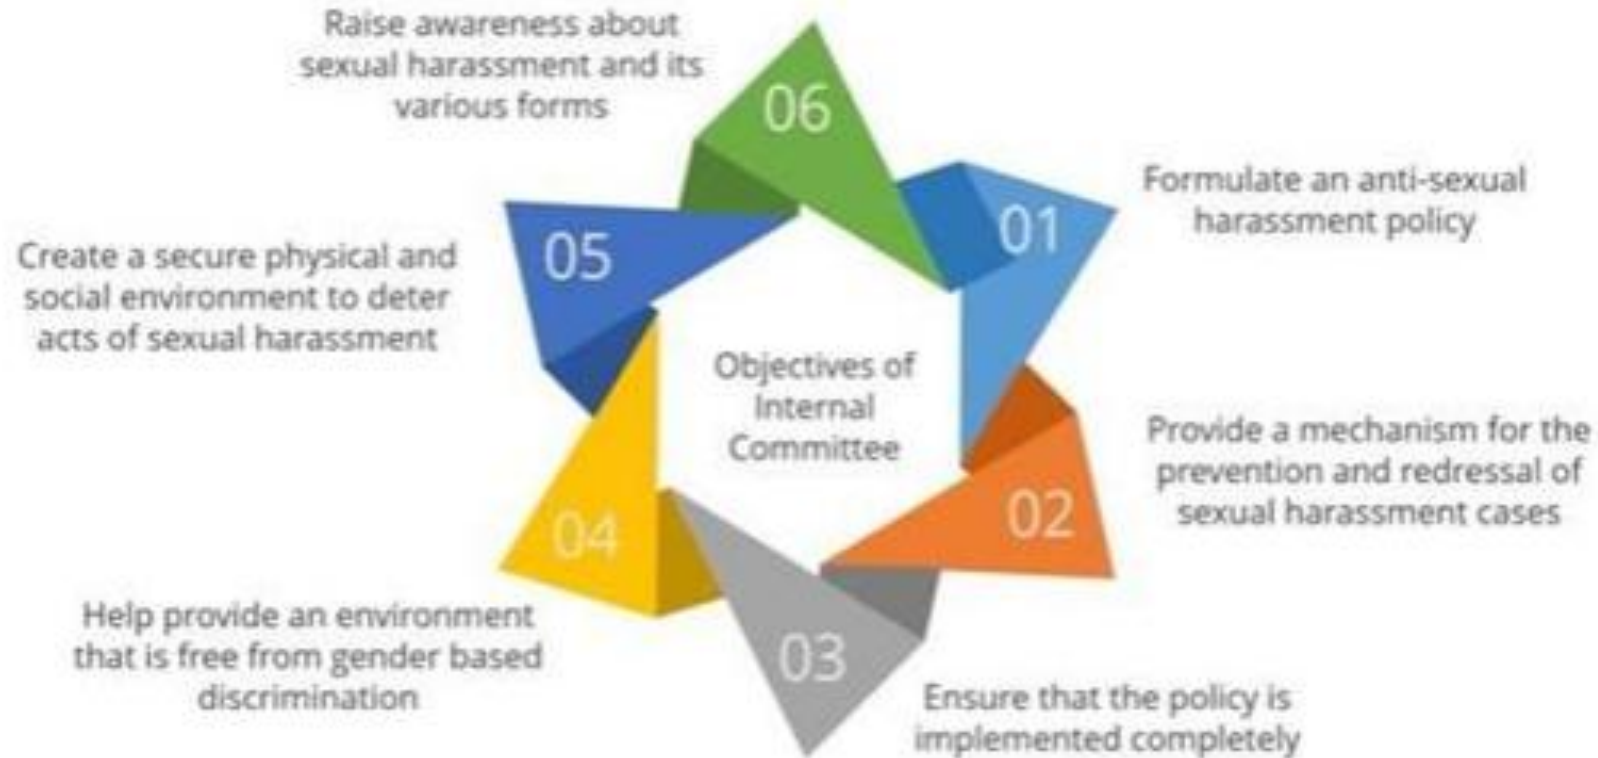 Raise awareness about
sexual harassment and its
various forms
06
01
Formulate an anti-sexual
harassment policy
05
Create a secure physical and
social environment to deter
acts of sexual harassment
Objectives of
Internal
Committee
02
Provide a mechanism for the
prevention and redressal of
sexual harassment cases
04
Help provide an environment
that is free from gender based
discrimination
03
Ensure that the policy is
implemented completely